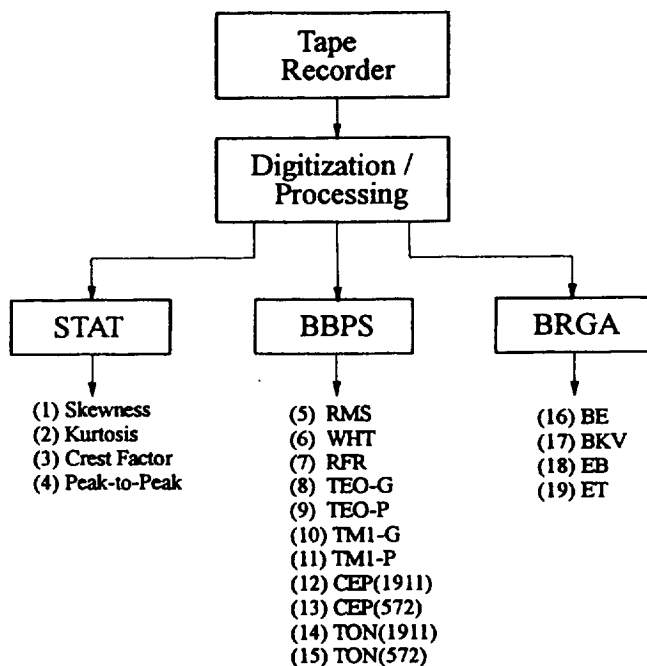 Tape
Recorder
Digitization /
Processing
STAT
BBPS
BRGA
(1) Skewness
(2) Kurtosis
(3) Crest Factor
(4) Peak-to-Peak
(5) RMS
(6) WHT
(7) RFR
(8) TEO-G
(9) TEO-P
(10) TM1-G
(11) TM1-P
(12) CEP(1911)
(13) CEP(572)
(14) TON(1911)
(15) TON(572)
(16) BE
(17) BKV
(18) EB
(19) ET